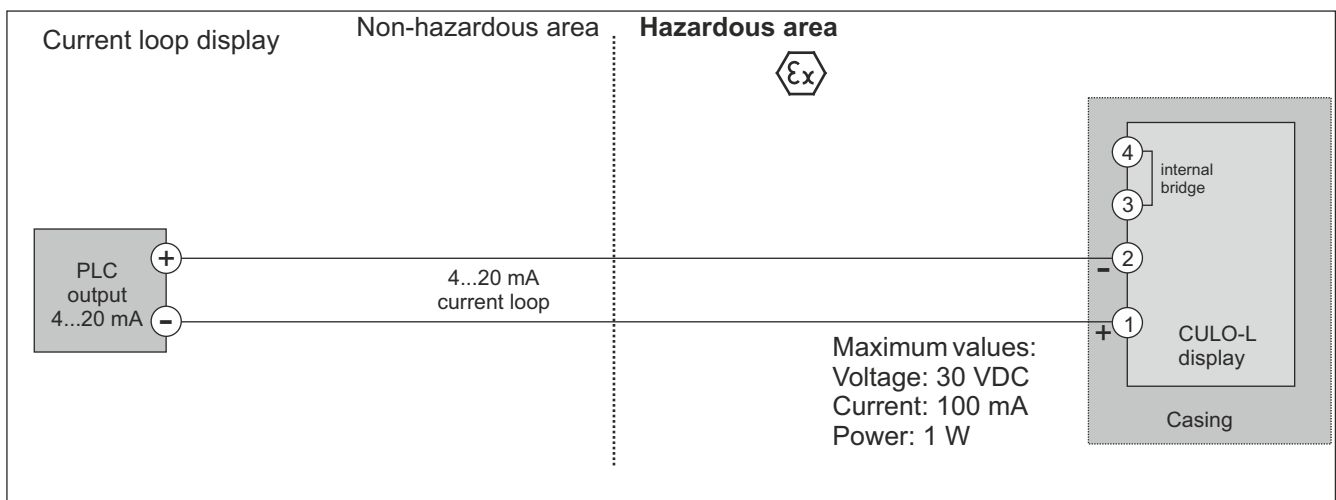 Current loop display
Non-hazardous area
Hazardous area
εx
4
internal
bridge
3
PLC
output
4...20 mA
+
-
4...20 mA
current loop
2
-
1
+
CULO-L
display
Maximum values:
Voltage: 30 VDC
Current: 100 mA
Power: 1 W
Casing